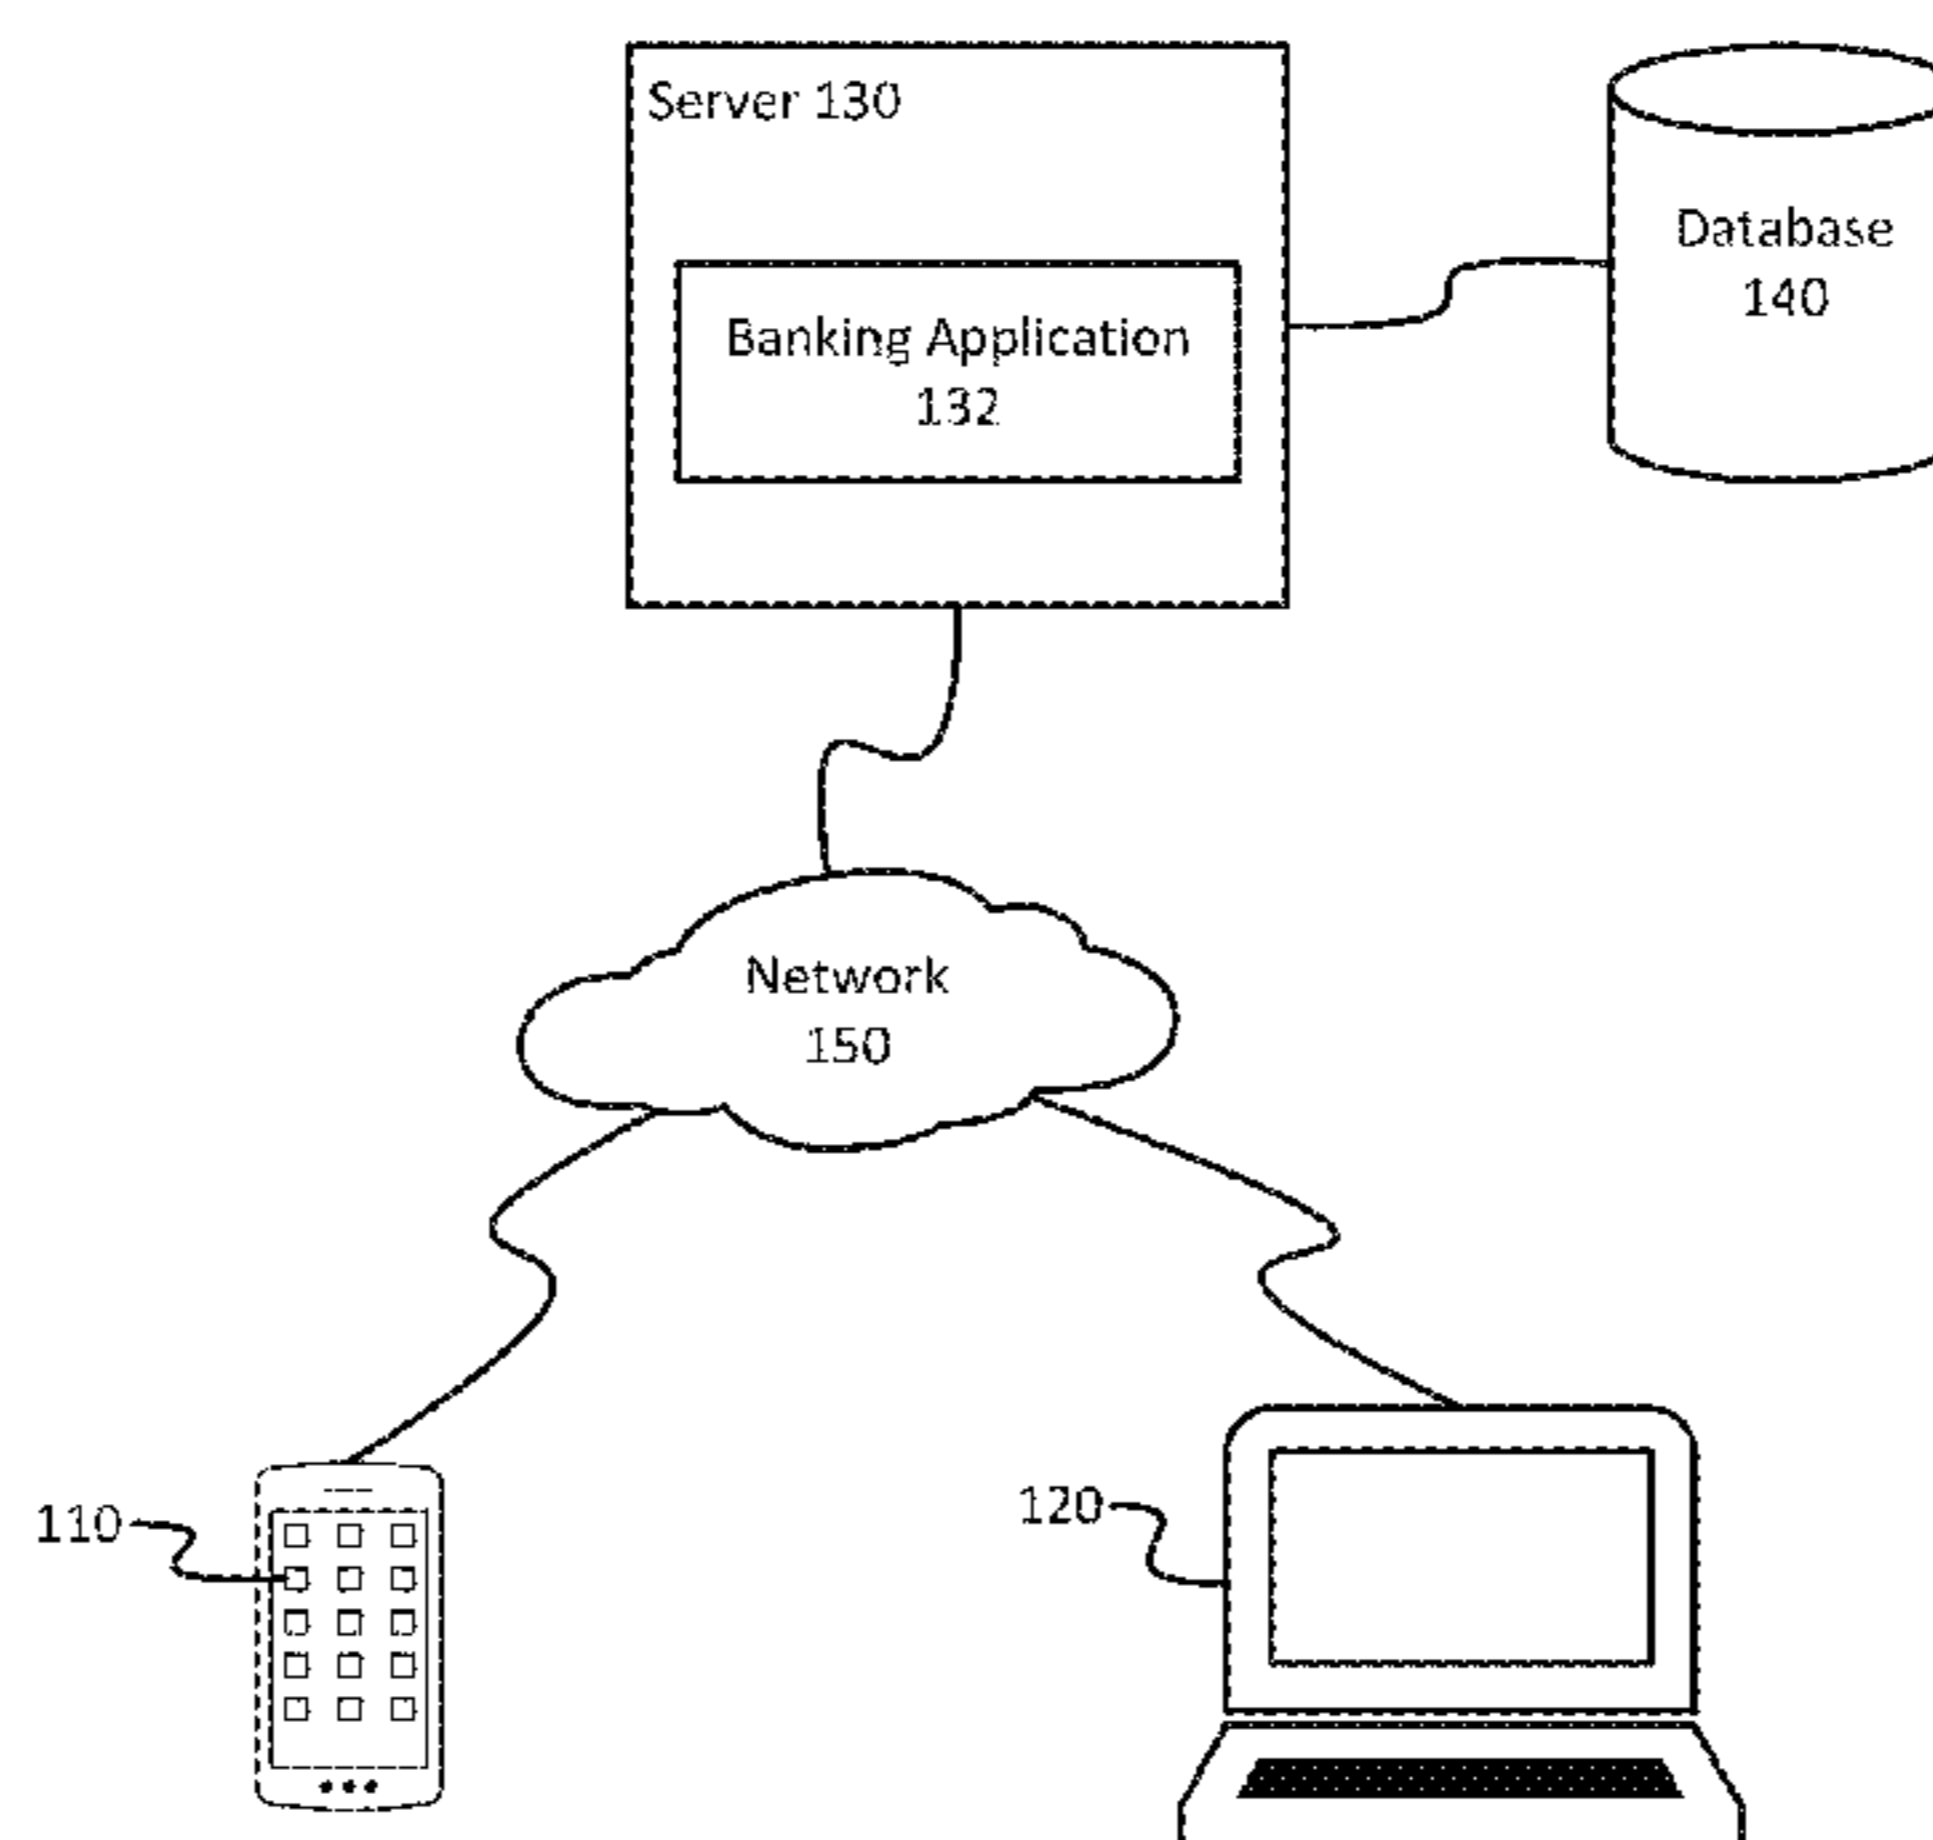 Server 130
Banking Application
132
Database
140
Network
150
110
120